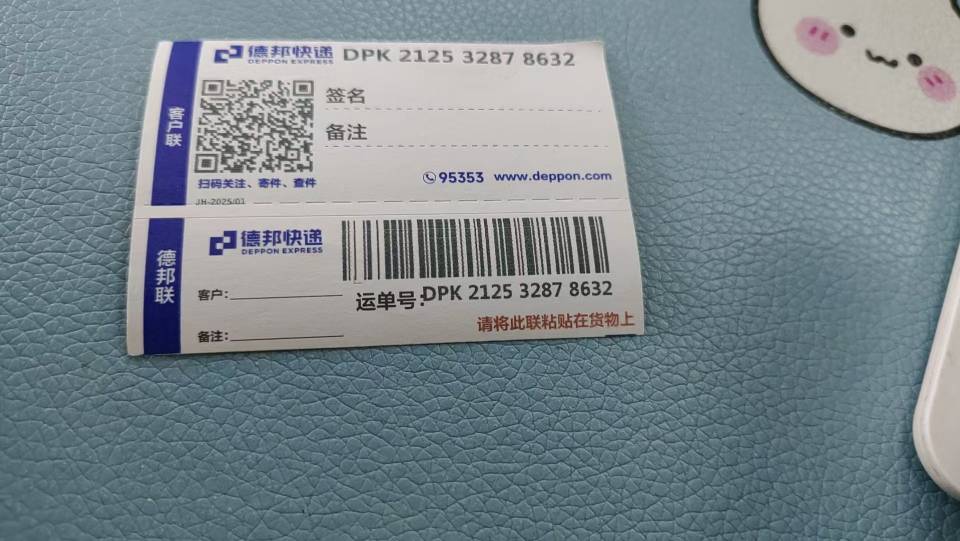 德邦快递 DPK 2125 3287 8632
DEPPON EXPRESS
客户联
签名
备注
扫码关注、寄件、查件
95353 www.deppon.com
JH-2025/01
德邦联
德邦快递
DEPPON EXPRESS
客户:
运单号:DPK 2125 3287 8632
备注:
请将此联粘贴在货物上